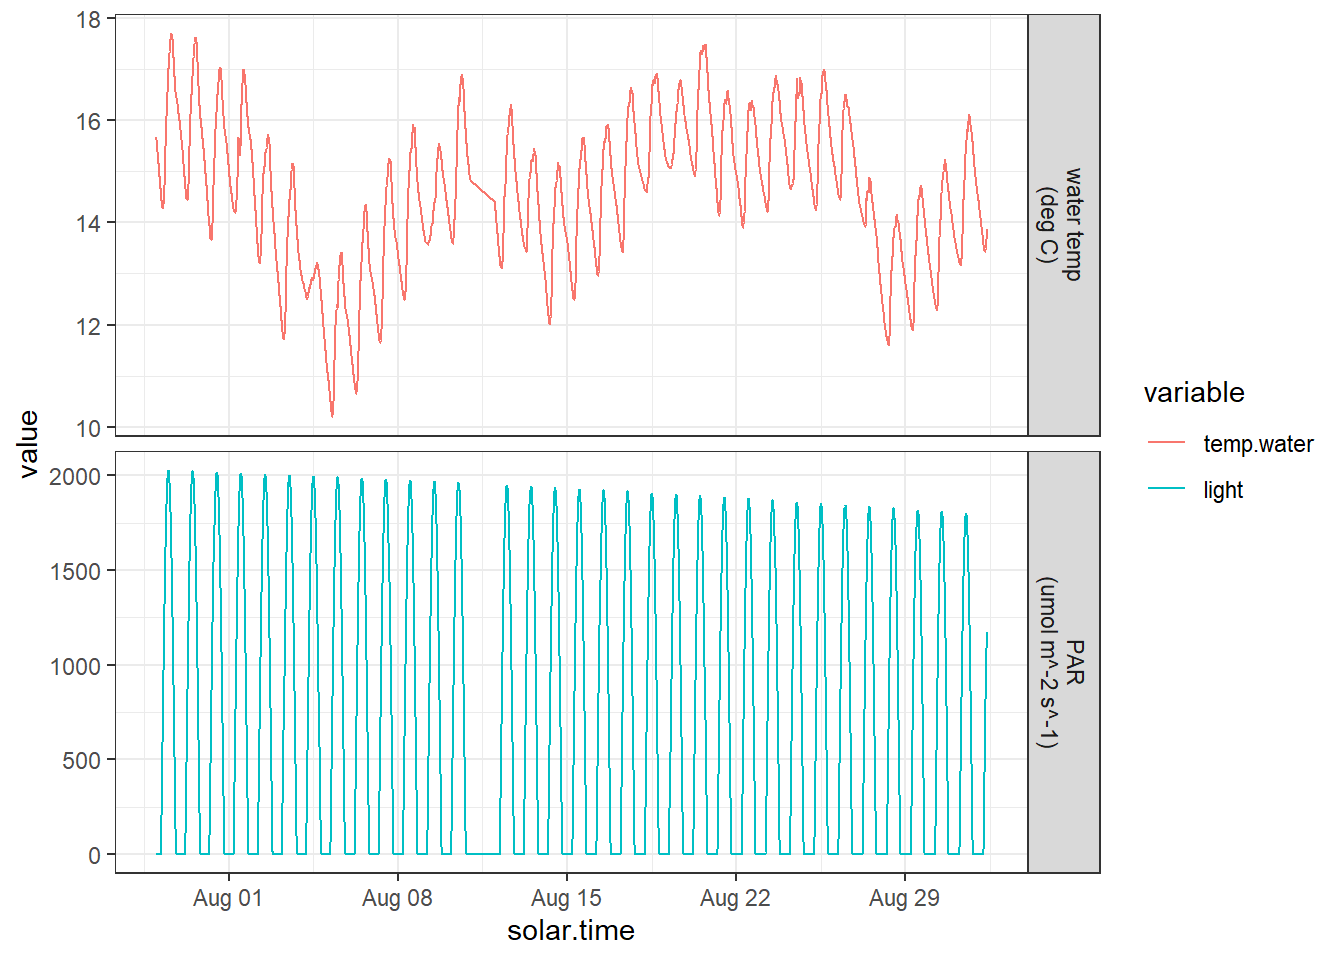 18
16
14
12
10
water temp
(deg C)
value
2000
1500
1000
500
0
PAR
(umol m^-2 s^-1)
Aug 01
Aug 08
Aug 15
Aug 22
Aug 29
solar.time
variable
temp.water
light